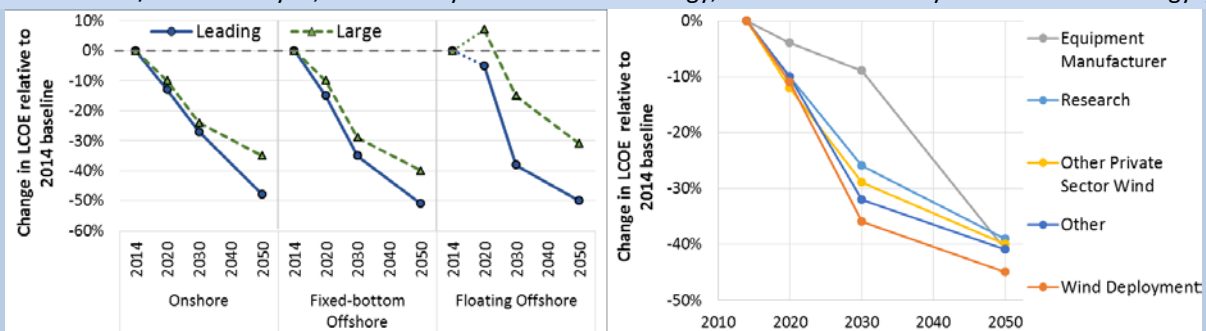 10%
0%
-10%
-20%
-30%
-40%
-50%
-60%
Change in LCOE relative to
2014 baseline
Leading
Large
2014
2020
2030
2040
2050
2014
2020
2030
2040
2050
2014
2020
2030
2040
2050
Onshore
Fixed-bottom
Offshore
Floating Offshore
0%
-10%
-20%
-30%
-40%
-50%
Change in LCOE relative to
2014 baseline
2010
2020
2030
2040
2050
Equipment
Manufacturer
Research
Other Private
Sector Wind
Other
Wind Deployment